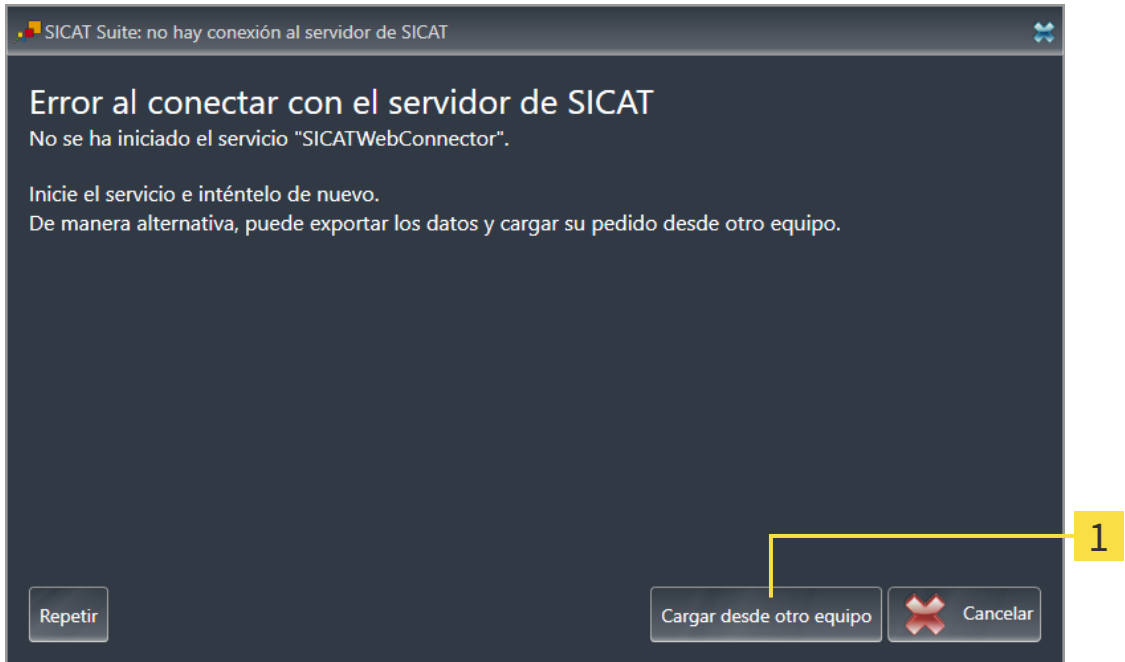 SICAT Suite: no hay conexión al servidor de SICAT
Error al conectar con el servidor de SICAT
No se ha iniciado el servicio "SICATWebConnector".
Inicie el servicio e inténtelo de nuevo.
De manera alternativa, puede exportar los datos y cargar su pedido desde otro equipo.
1
Repetir
Cargar desde otro equipo
Cancelar